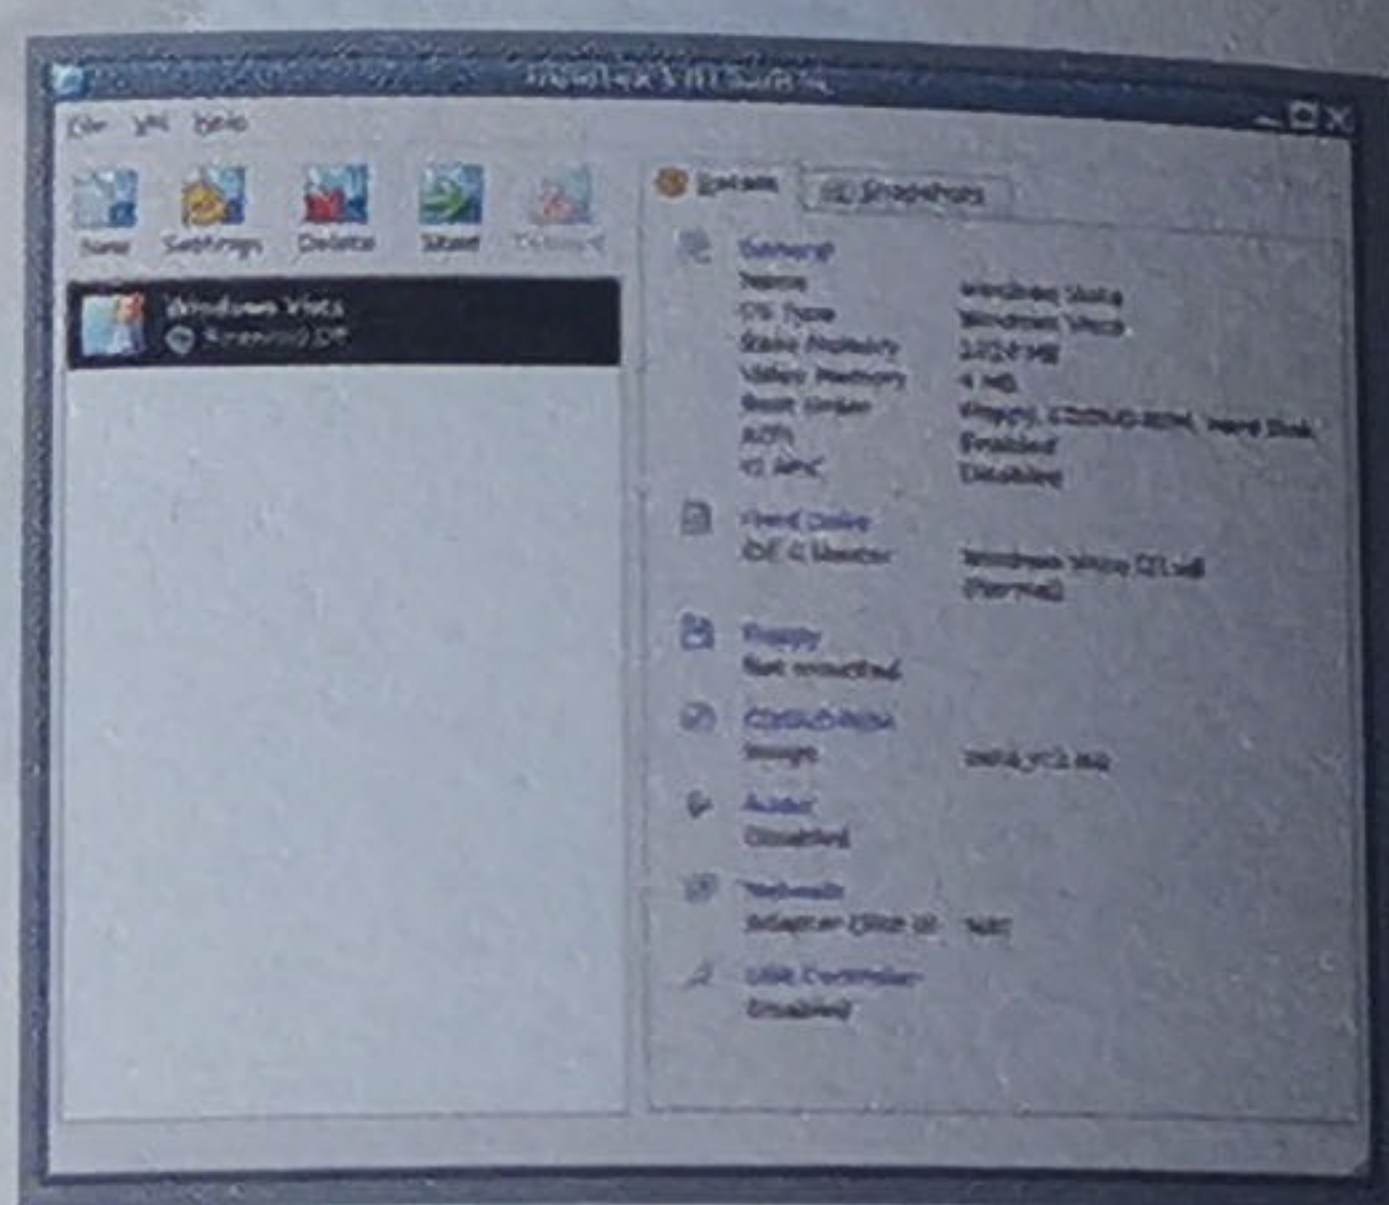 File VM Help
New Settings Delete Start Discard
Details Snapshots
Windows Vista
Powered Off
General
Name Windows Vista
OS Type Windows Vista
Base Memory 1024 MB
Video Memory 4 MB
Boot Order Floppy, CD/DVD-ROM, Hard Disk
ACPI Enabled
IO APIC Disabled
Hard Disks
IDE 0 Master Windows Vista
(Normal)
Floppy
Not mounted
CD/DVD-ROM
Image
Audio
Disabled
Network
Adapter NAT
USB Controller
Disabled